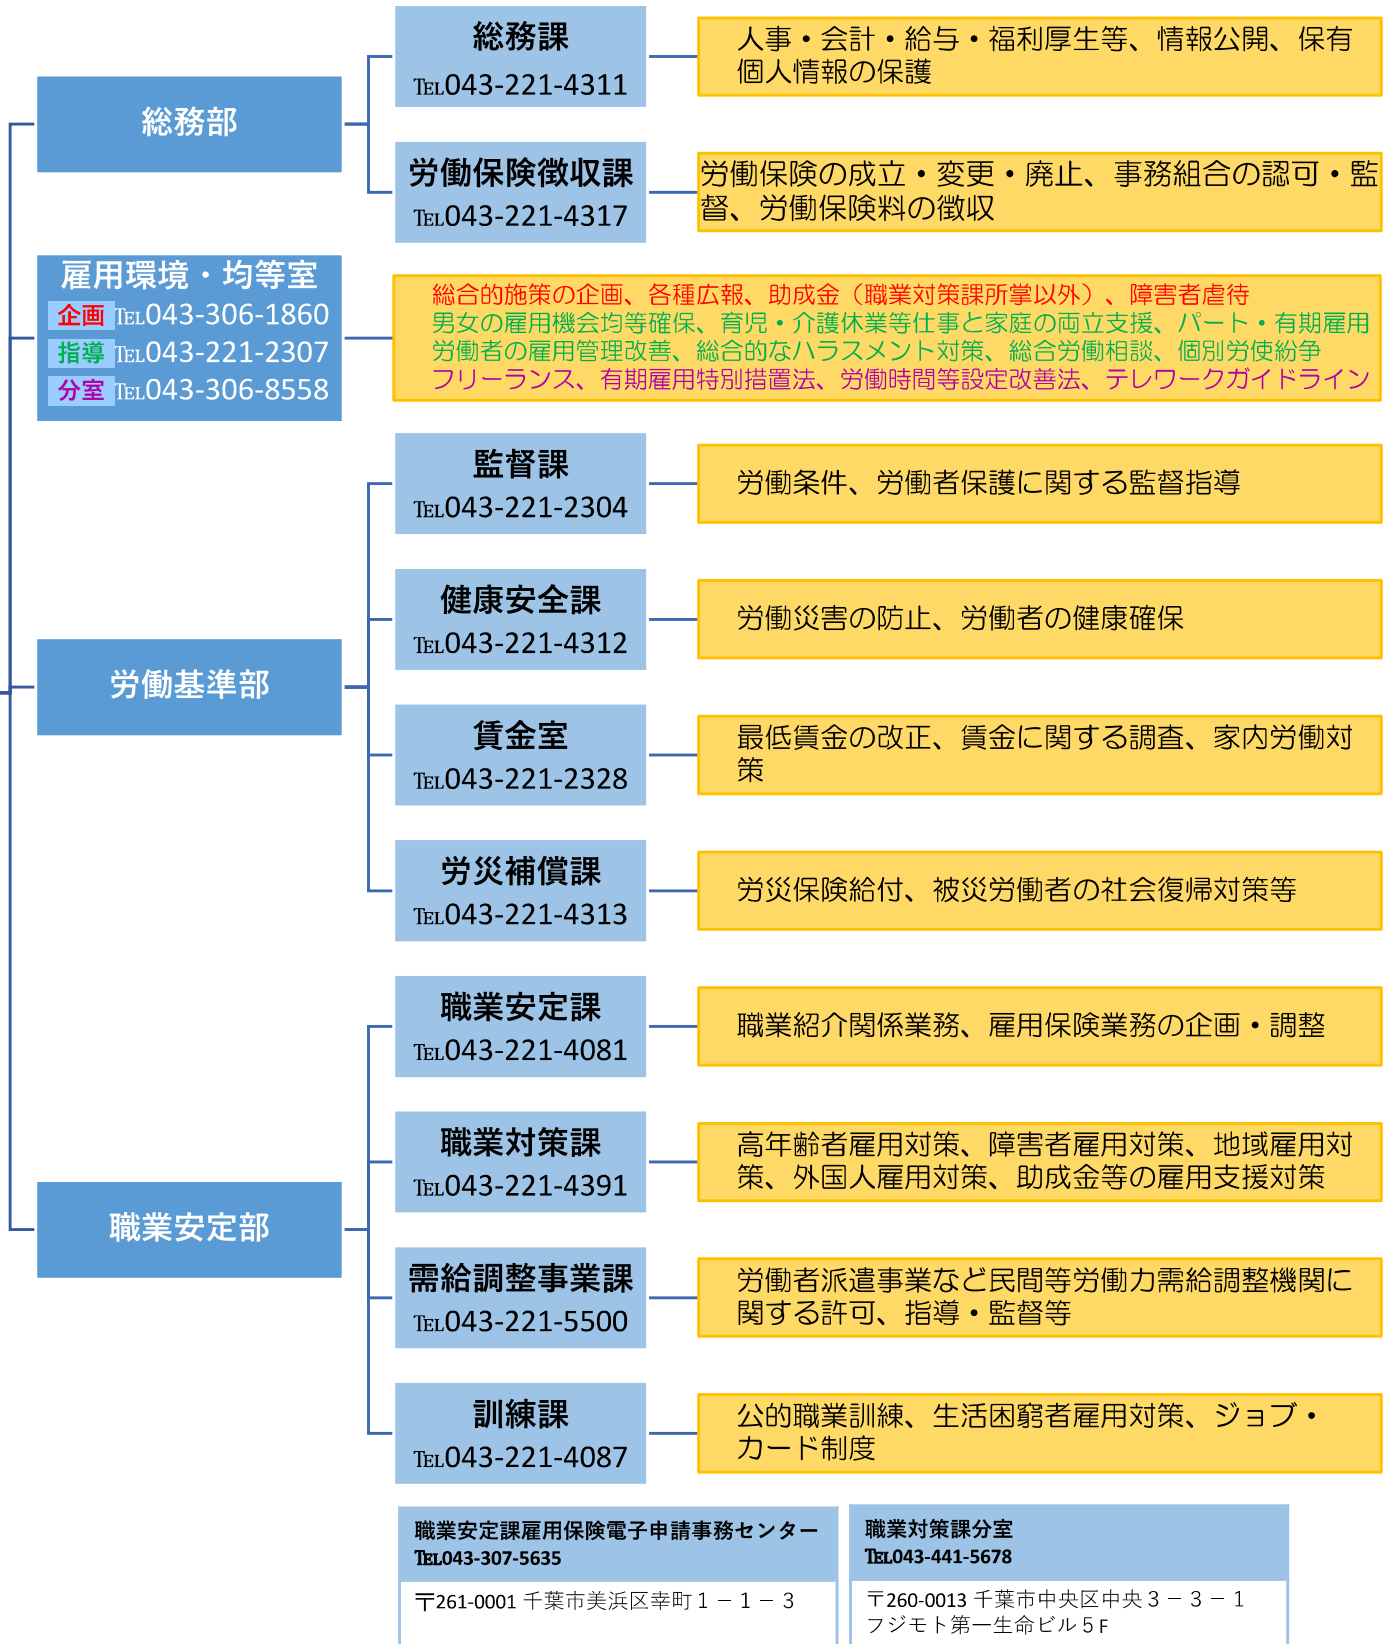 総務部
総務課
℡043-221-4311
人事・会計・給与・福利厚生等、情報公開、保有
個人情報の保護
労働保険徴収課
℡043-221-4317
労働保険の成立・変更・廃止、事務組合の認可・監
督、労働保険料の徴収
雇用環境・均等室
企画 ℡043-306-1860
指導 ℡043-221-2307
分室 ℡043-306-8558
総合的施策の企画、各種広報、助成金（職業対策課所掌以外）、障害者虐待
男女の雇用機会均等確保、育児・介護休業等仕事と家庭の両立支援、パート・有期雇用
労働者の雇用管理改善、総合的なハラスメント対策、総合労働相談、個別労使紛争
フリーランス、有期雇用特別措置法、労働時間等設定改善法、テレワークガイドライン
労働基準部
監督課
℡043-221-2304
労働条件、労働者保護に関する監督指導
健康安全課
℡043-221-4312
労働災害の防止、労働者の健康確保
賃金室
℡043-221-2328
最低賃金の改正、賃金に関する調査、家内労働対
策
労災補償課
℡043-221-4313
労災保険給付、被災労働者の社会復帰対策等
職業安定部
職業安定課
℡043-221-4081
職業紹介関係業務、雇用保険業務の企画・調整
職業対策課
℡043-221-4391
高年齢者雇用対策、障害者雇用対策、地域雇用対
策、外国人雇用対策、助成金等の雇用支援対策
需給調整事業課
℡043-221-5500
労働者派遣事業など民間等労働力需給調整機関に
関する許可、指導・監督等
訓練課
℡043-221-4087
公的職業訓練、生活困窮者雇用対策、ジョブ・
カード制度
職業安定課雇用保険電子申請事務センター
℡043-307-5635
〒261-0001 千葉市美浜区幸町１－１－３
職業対策課分室
℡043-441-5678
〒260-0013 千葉市中央区中央３－３－１
フジモト第一生命ビル５F